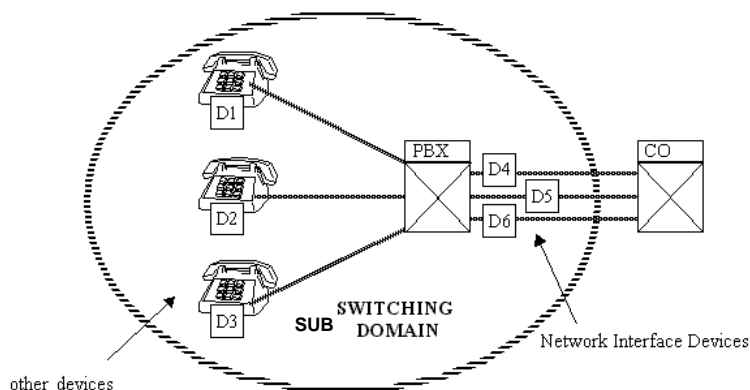 D1
PBX
D4
CO
D2
D5
D6
D3
SUB SWITCHING
DOMAIN
Network Interface Devices
other devices